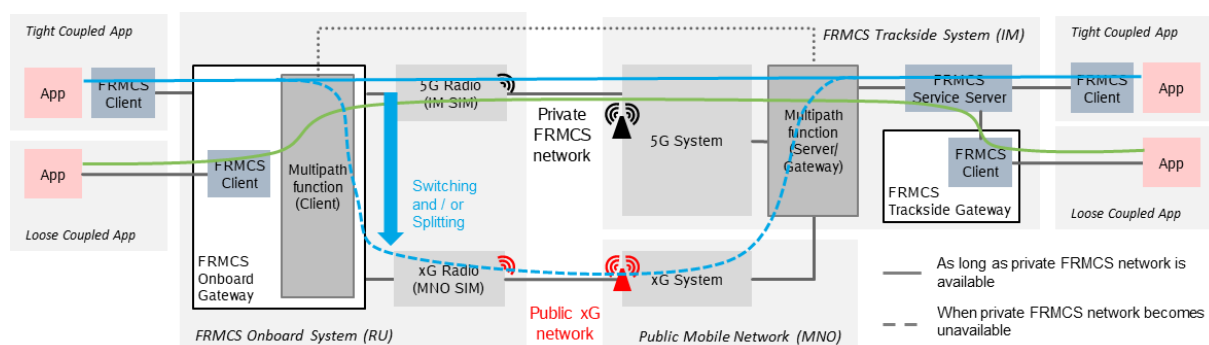 Tight Coupled App
App
FRMCS
Client
App
Loose Coupled App
FRMCS
Client
Multipath
function
(Client)
FRMCS
Onboard
Gateway
5G Radio
(IM SIM)
Switching
and / or
Splitting
xG Radio
(MNO SIM)
FRMCS Onboard System (RU)
Private
FRMCS
network
Public xG
network
FRMCS Trackside System (IM)
5G System
Multipath
function
(Server/
Gateway)
xG System
Public Mobile Network (MNO)
FRMCS
Service Server
FRMCS
Client
FRMCS
Trackside Gateway
Tight Coupled App
FRMCS
Client
App
App
Loose Coupled App
As long as private FRMCS network is
available
When private FRMCS network becomes
unavailable